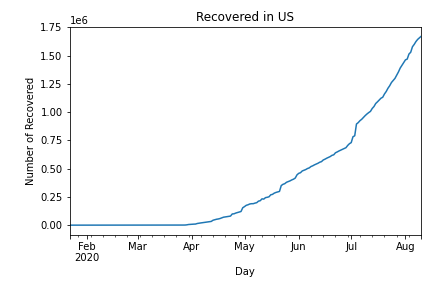 Recovered in US
1e6
1.75
1.50
1.25
1.00
0.75
0.50
0.25
0.00
Number of Recovered
Feb Mar Apr May Jun Jul Aug
2020
Day